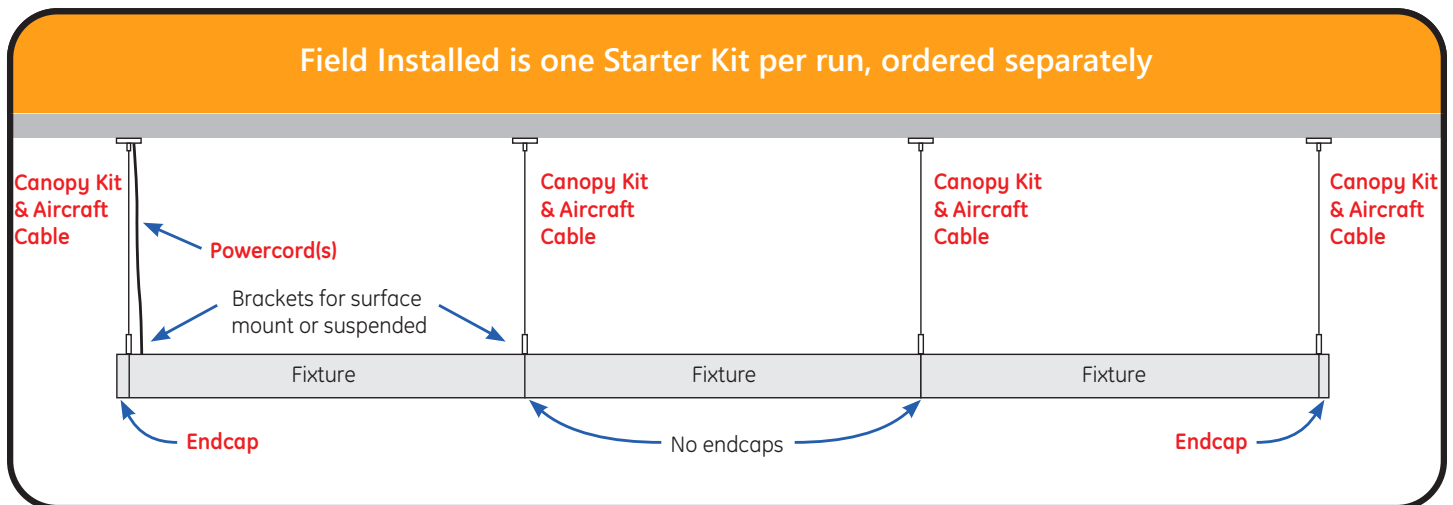 Field Installed is one Starter Kit per run, ordered separately
Canopy Kit
& Aircraft
Cable
Canopy Kit
& Aircraft
Cable
Canopy Kit
& Aircraft
Cable
Canopy Kit
& Aircraft
Cable
Powercord(s)
Brackets for surface
mount or suspended
Fixture
Fixture
Fixture
Endcap
No endcaps
Endcap